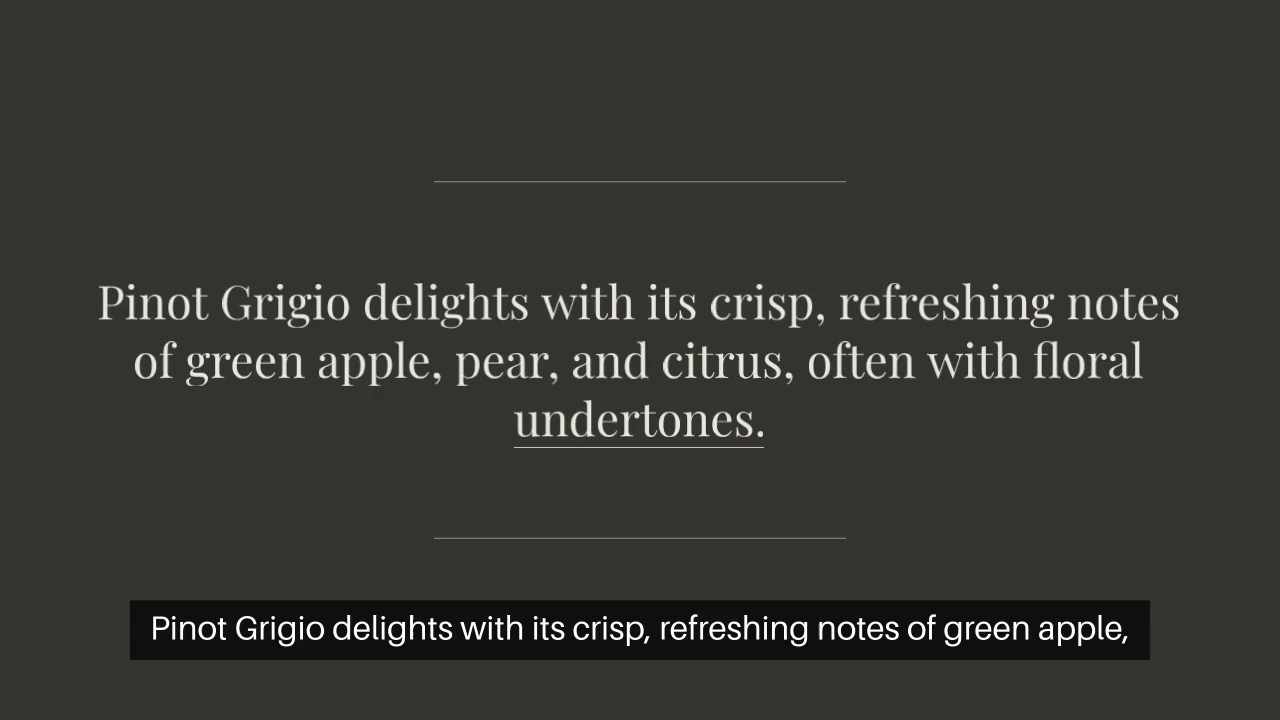 Pinot Grigio delights with its crisp, refreshing notes
of green apple, pear, and citrus, often with floral
undertones.
Pinot Grigio delights with its crisp, refreshing notes of green apple,